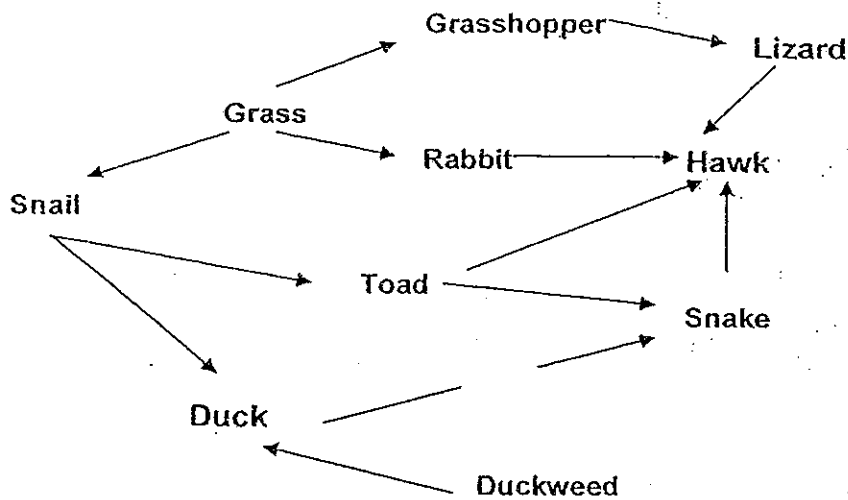 Grasshopper
Lizard
Grass
Rabbit
Hawk
Snail
Toad
Snake
Duck
Duckweed